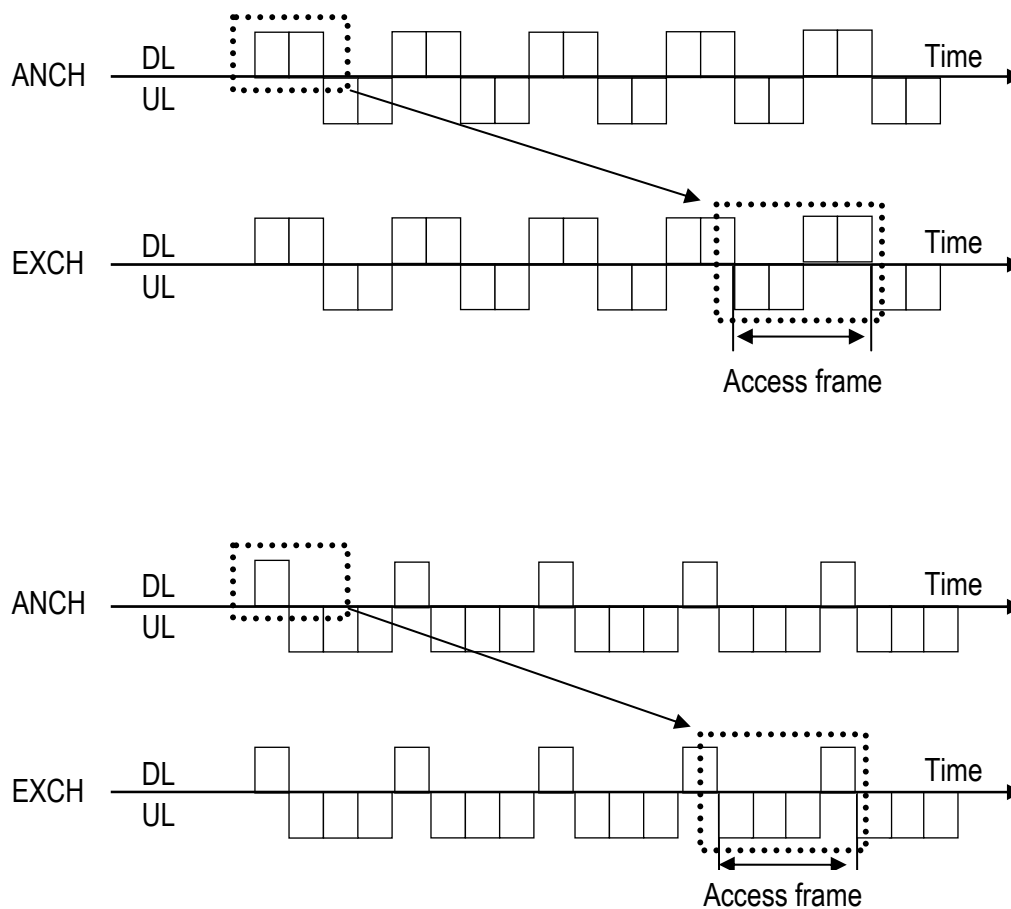 DL Time
ANCH
UL
DL Time
EXCH
UL
Access frame
DL Time
ANCH
UL
DL Time
EXCH
UL
Access frame